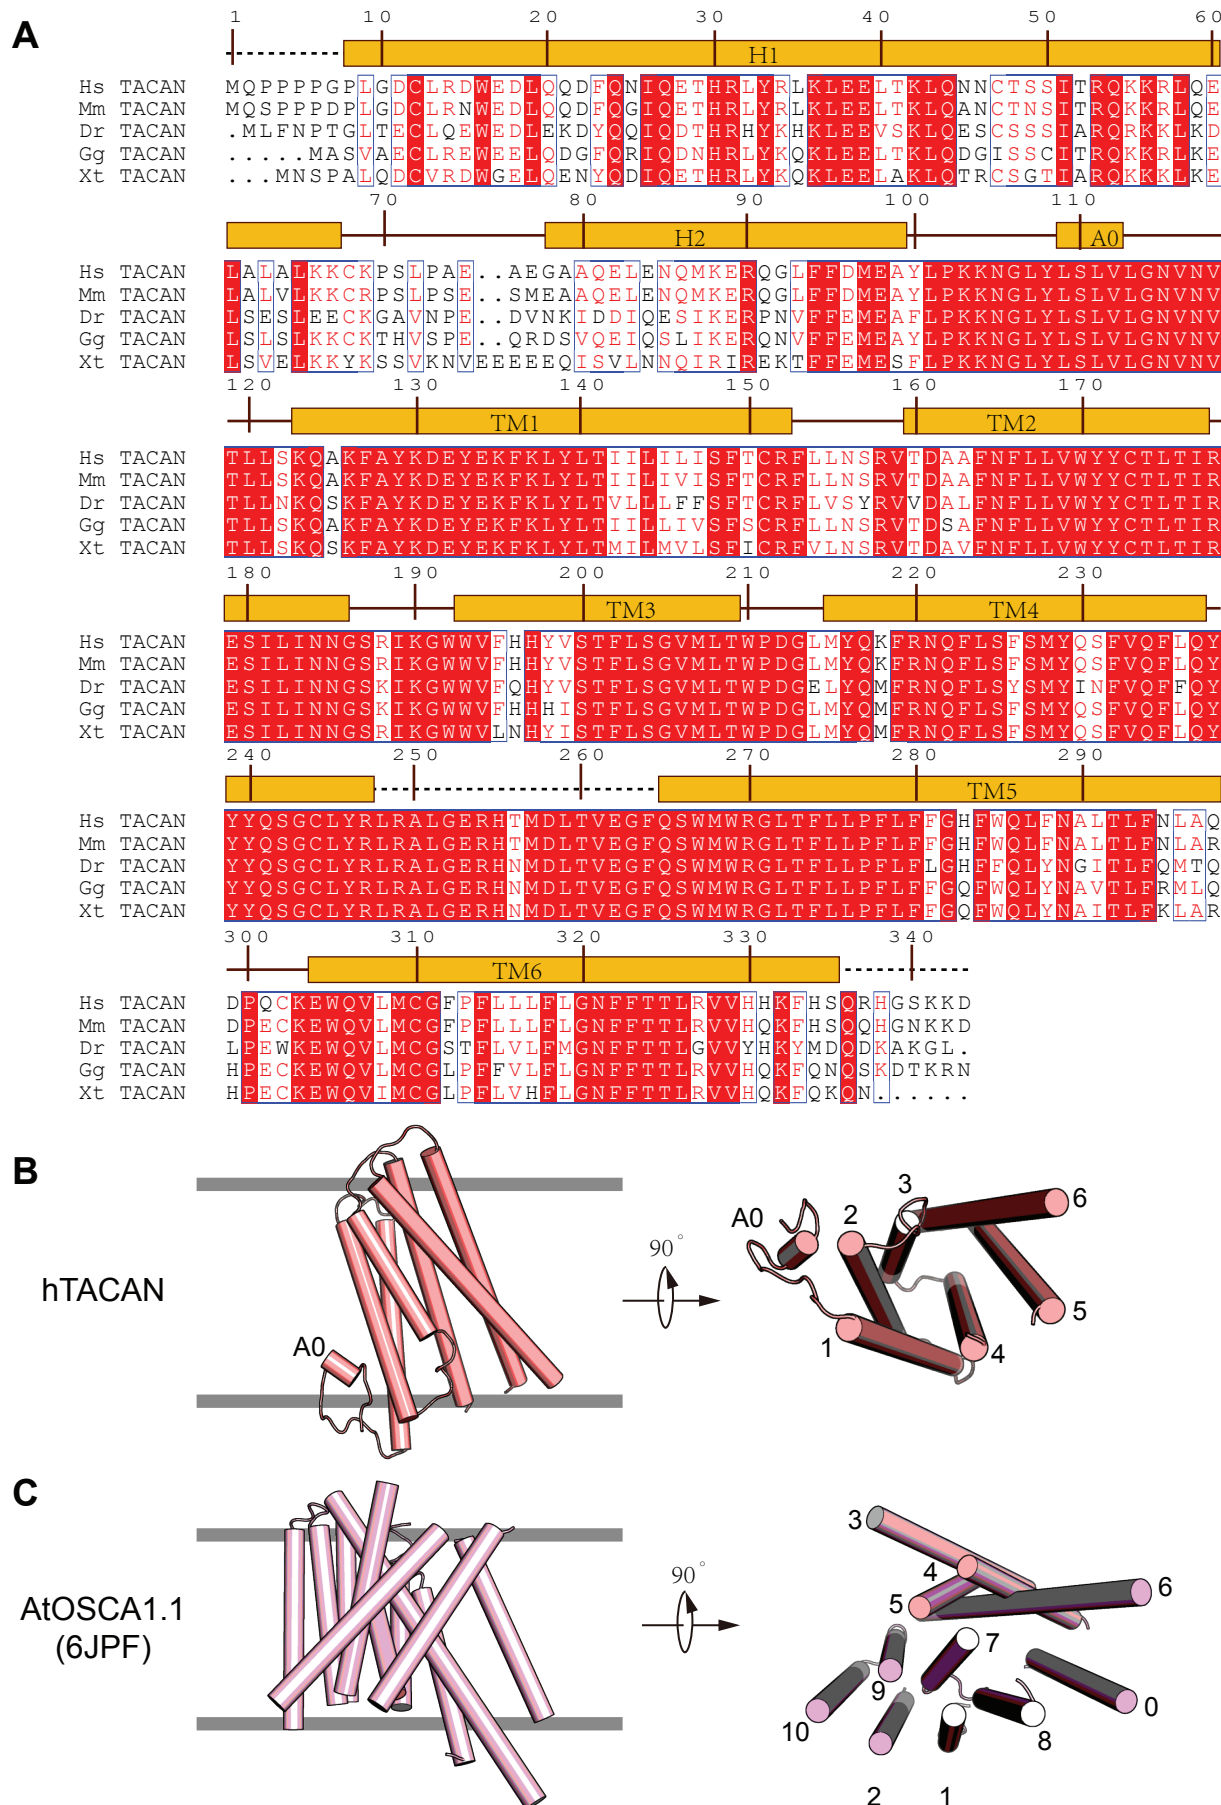 A
1 10 20 30 40 50 60
H1
Hs TACAN MQPPPPGPLGDCLRDWEDLQQDFQNIQETHRLYRLKLEELTKLQNNCTSSITRQKKRLQE
Mm TACAN MQSPPPDPLGDCLRNWEDLQQDFQGIQETHRLYRLKLEELTKLQANCTNSITRQKKRLQE
Dr TACAN .MLFNPTGLTECLQEWEDLEKDYQQIQDTHRHYKHKLEEVSKLQESCSSSIARQRKKLKD
Gg TACAN .....MASVAECLREWEELQDGFQRIQDNHRLYKQKLEELTKLQDGISSCITRQKKRLKE
Xt TACAN ...MNSPALQDCVRDWGELQENYQDIQETHRLYKQKLEELAKLQTRCSGTIARQKKKLKE
70 80 90 100 110
H2 A0
Hs TACAN LALALKKCKPSLPAE..AEGAAQELENQMKERQGLFFDMEAYLPKKNGLYLSLVLGNVNV
Mm TACAN LALVLKKCRPSLPSE..SMEAAQELENQMKERQGLFFDMEAYLPKKNGLYLSLVLGNVNV
Dr TACAN LSESLEECKGAVNPE..DVNKIDDIQESIKERPNVFFEMEAFLPKKNGLYLSLVLGNVNV
Gg TACAN LSLSLKKCKTHVSPE..QRDSVQEIQSLIKERQNVFFEMEAYLPKKNGLYLSLVLGNVNV
Xt TACAN LSVELKKYKSSVKNVEEEEEQISVLNNQIRIREKTFFEMESFLPKKNGLYLSLVLGNVNV
120 130 140 150 160 170
TM1 TM2
Hs TACAN TLLSKQAKFAYKDEYEKFKLYLTIILILISFTCRFLLNSRVTDAAFNFLLVWYYCTLTIR
Mm TACAN TLLSKQAKFAYKDEYEKFKLYLTIILIVISFTCRFLLNSRVTDAAFNFLLVWYYCTLTIR
Dr TACAN TLLNKQSKFAYKDEYEKFKLYLTVLLLFFSFTCRFLVSYRVVDALFNFLLVWYYCTLTIR
Gg TACAN TLLSKQAKFAYKDEYEKFKLYLTIILLIVSFSCRFLLNSRVTDSAFNFLLVWYYCTLTIR
Xt TACAN TLLSKQSKFAYKDEYEKFKLYLTMILMVLSFICRFVLNSRVTDAVFNFLLVWYYCTLTIR
180 190 200 210 220 230
TM3 TM4
Hs TACAN ESILINNGSRIKGWWVFHHYVSTFLSGVMLTWPDGLMYQKFRNQFLSFSMYQSFVQFLQY
Mm TACAN ESILINNGSRIKGWWVFHHYVSTFLSGVMLTWPDGLMYQKFRNQFLSFSMYQSFVQFLQY
Dr TACAN ESILINNGSKIKGWWVFQHYVSTFLSGVMLTWPDGELYQMFRNQFLSYSMYINFVQFFQY
Gg TACAN ESILINNGSKIKGWWVFHHHISTFLSGVMLTWPDGLMYQMFRNQFLSFSMYQSFVQFLQY
Xt TACAN ESILINNGSRIKGWWVLNHYISTFLSGVMLTWPDGLMYQMFRNQFLSFSMYQSFVQFLQY
240 250 260 270 280 290
TM5
Hs TACAN YYQSGCLYRLRALGERHTMDLTVEGFQSWMWRGLTFLLPFLFFGHFWQLFNALTLFNLAQ
Mm TACAN YYQSGCLYRLRALGERHTMDLTVEGFQSWMWRGLTFLLPFLFFGHFWQLFNALTLFNLAR
Dr TACAN YYQSGCLYRLRALGERHNMDLTVEGFQSWMWRGLTFLLPFLFLGHFFQLYNGITLFQMTQ
Gg TACAN YYQSGCLYRLRALGERHNMDLTVEGFQSWMWRGLTFLLPFLFFGQFWQLYNAVTLFRMLQ
Xt TACAN YYQSGCLYRLRALGERHNMDLTVEGFQSWMWRGLTFLLPFLFFGQFWQLYNAITLFKLAR
300 310 320 330 340
TM6
Hs TACAN DPQCKEWQVLMCGFPFLLLFLGNFFTTLRVVHHKFHSQRHGSKKD
Mm TACAN DPECKEWQVLMCGFPFLLLFLGNFFTTLRVVHQKFHSQQHGNKKD
Dr TACAN LPEWKEWQVLMCGSTFLVLFMGNFFTTLGVVYHKYMDQDKAKGL.
Gg TACAN HPECKEWQVLMCGLPFFVLFLGNFFTTLRVVHQKFQNQSKDTKRN
Xt TACAN HPECKEWQVIMCGLPFLVHFLGNFFTTLRVVHQKFQKQN.....
B
hTACAN
A0
90°
A0 2 3 6
1 4 5
C
AtOSCA1.1
(6JPF)
90°
3 4 5 6
7
9 10 8 0
2 1